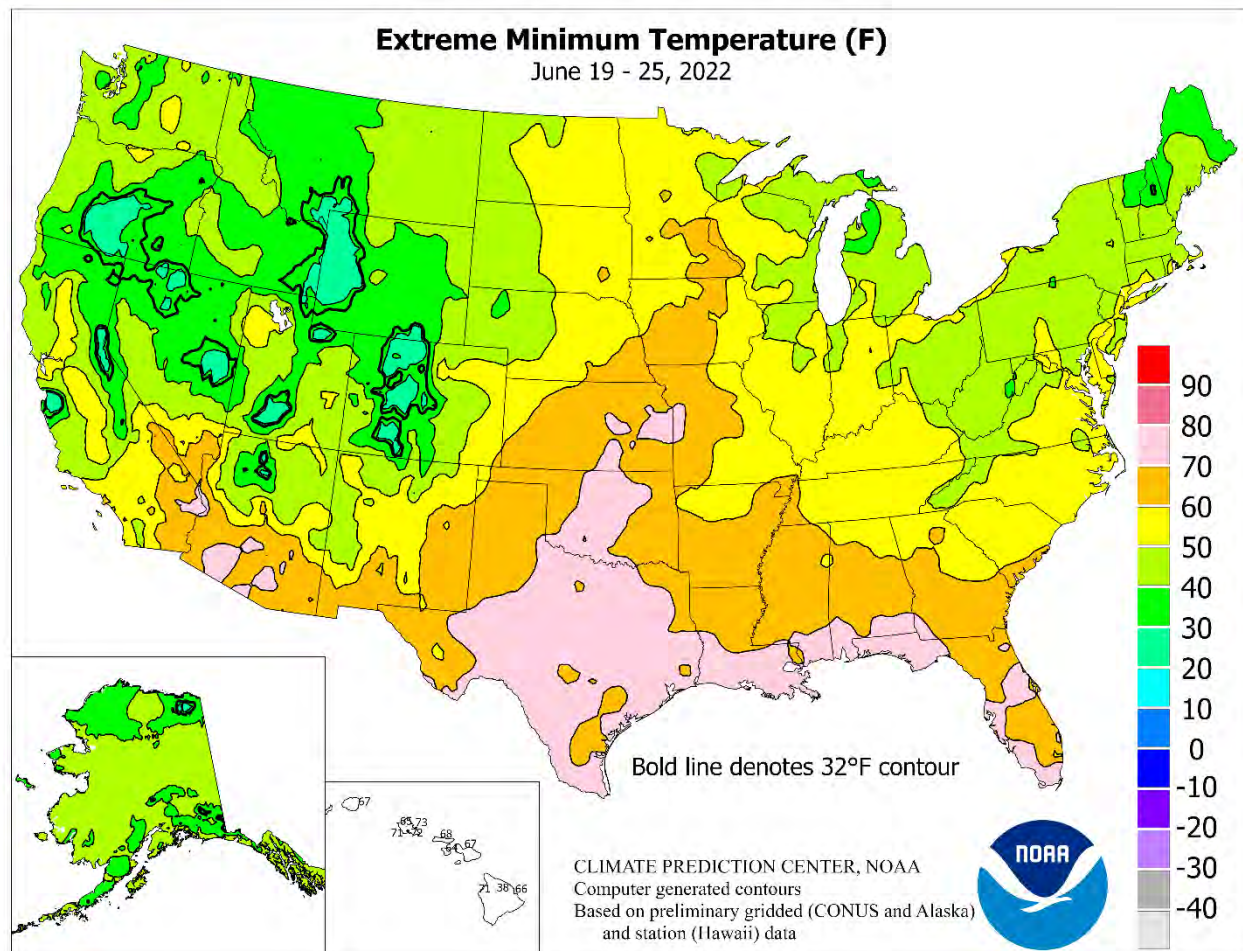 Extreme Minimum Temperature (F)
June 19 - 25, 2022
90
80
70
60
50
40
30
20
10
0
-10
-20
-30
-40
Bold line denotes 32°F contour
67
65 73
71 72
68
64 67
71 38 66
CLIMATE PREDICTION CENTER, NOAA
Computer generated contours
Based on preliminary gridded (CONUS and Alaska)
and station (Hawaii) data
NOAA